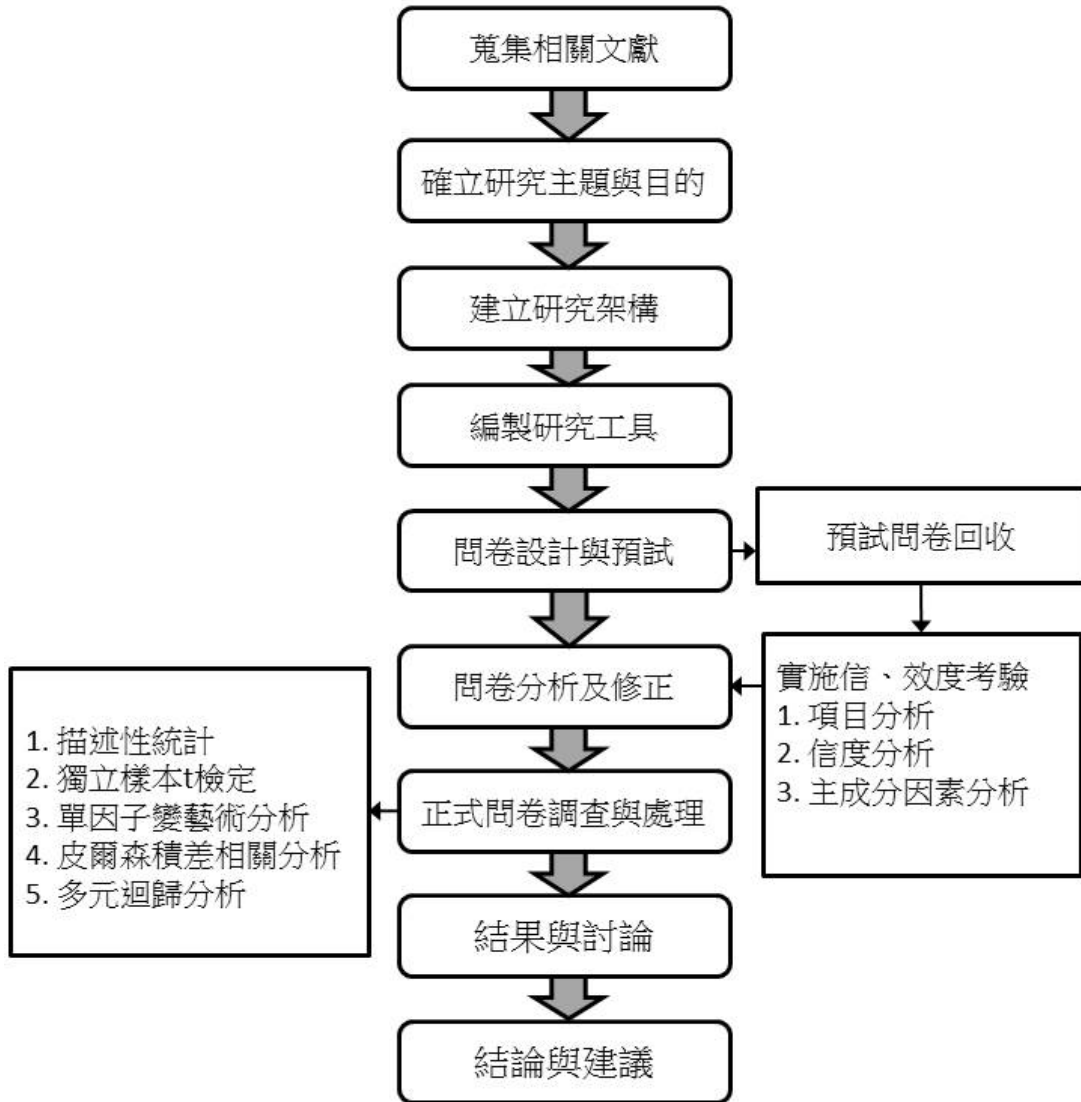 蒐集相關文獻
確立研究主題與目的
建立研究架構
編製研究工具
問卷設計與預試
預試問卷回收
實施信、效度考驗
1. 項目分析
2. 信度分析
3. 主成分因素分析
問卷分析及修正
正式問卷調查與處理
1. 描述性統計
2. 獨立樣本t檢定
3. 單因子變藝術分析
4. 皮爾森積差相關分析
5. 多元迴歸分析
結果與討論
結論與建議